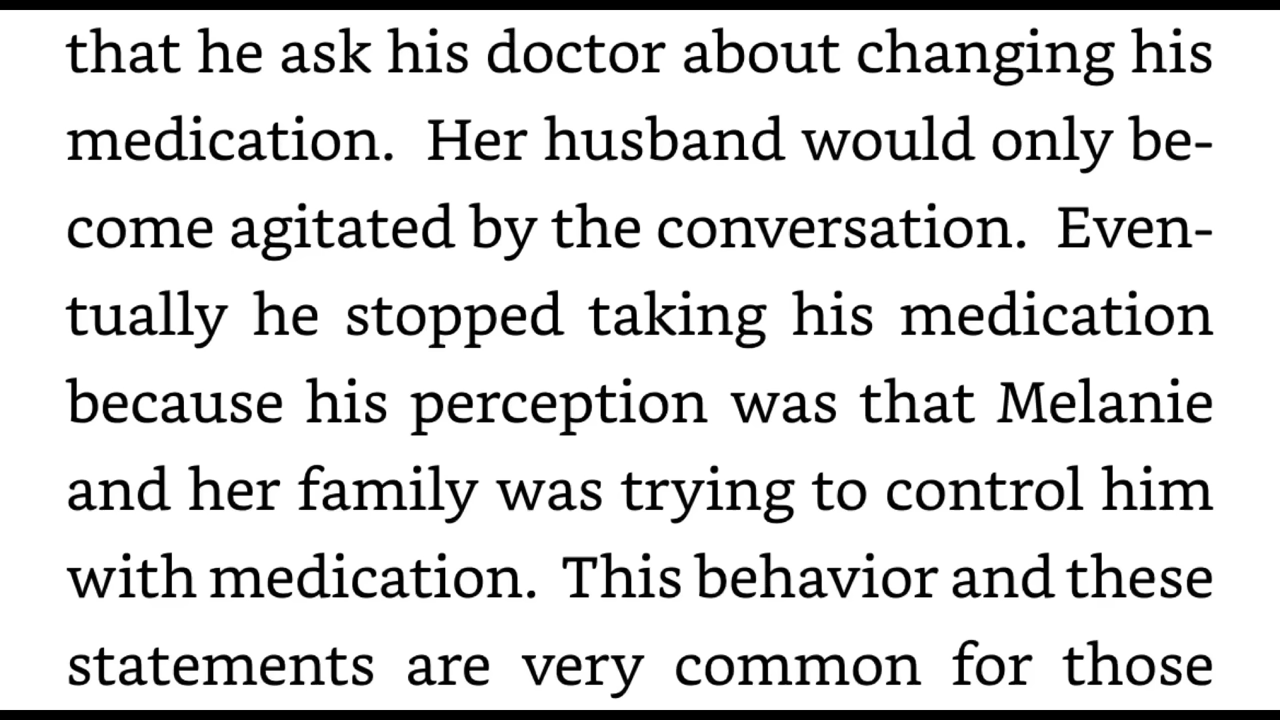 that he ask his doctor about changing his
medication.  Her husband would only be-
come agitated by the conversation.  Even-
tually he stopped taking his medication
because his perception was that Melanie
and her family was trying to control him
with medication.  This behavior and these
statements are very common for those